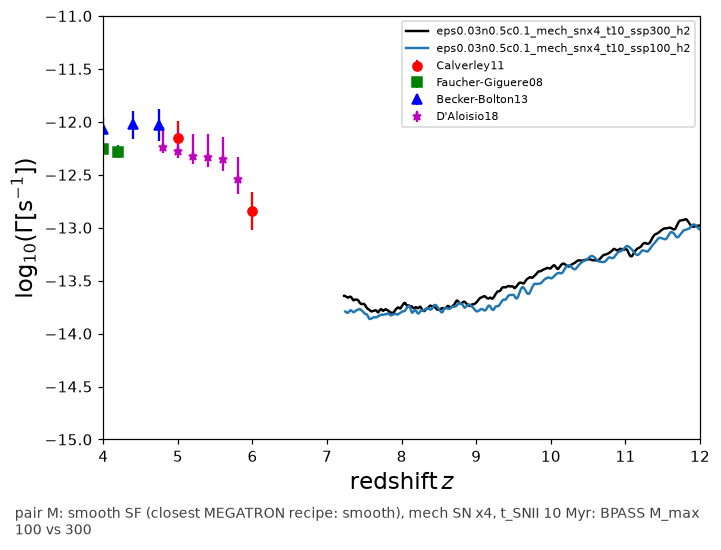 −11.0
−11.5
−12.0
−12.5
−13.0
−13.5
−14.0
−14.5
−15.0
log10(Γ[s−1])
eps0.03n0.5c0.1_mech_snx4_t10_ssp300_h2
eps0.03n0.5c0.1_mech_snx4_t10_ssp100_h2
Calverley11
Faucher-Giguere08
Becker-Bolton13
D'Aloisio18
4 5 6 7 8 9 10 11 12
redshift z
pair M: smooth SF (closest MEGATRON recipe: smooth), mech SN x4, t_SNII 10 Myr: BPASS M_max
100 vs 300